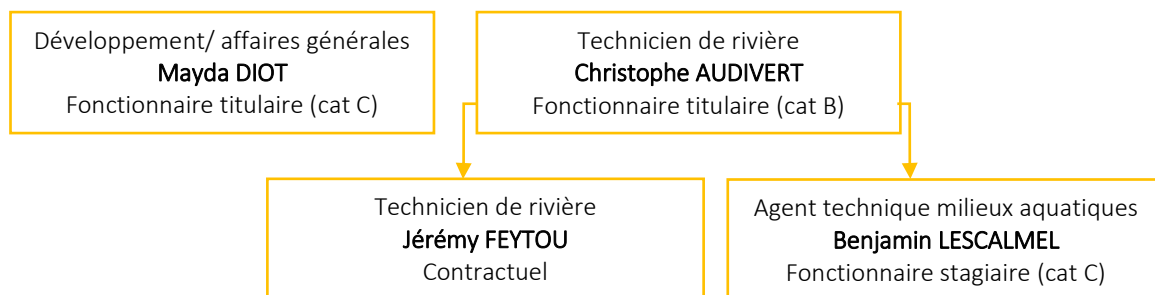 Développement/ affaires générales
Mayda DIOT
Fonctionnaire titulaire (cat C)
Technicien de rivière
Christophe AUDIVERT
Fonctionnaire titulaire (cat B)
Technicien de rivière
Jérémy FEYTOU
Contractuel
Agent technique milieux aquatiques
Benjamin LESCALMEL
Fonctionnaire stagiaire (cat C)